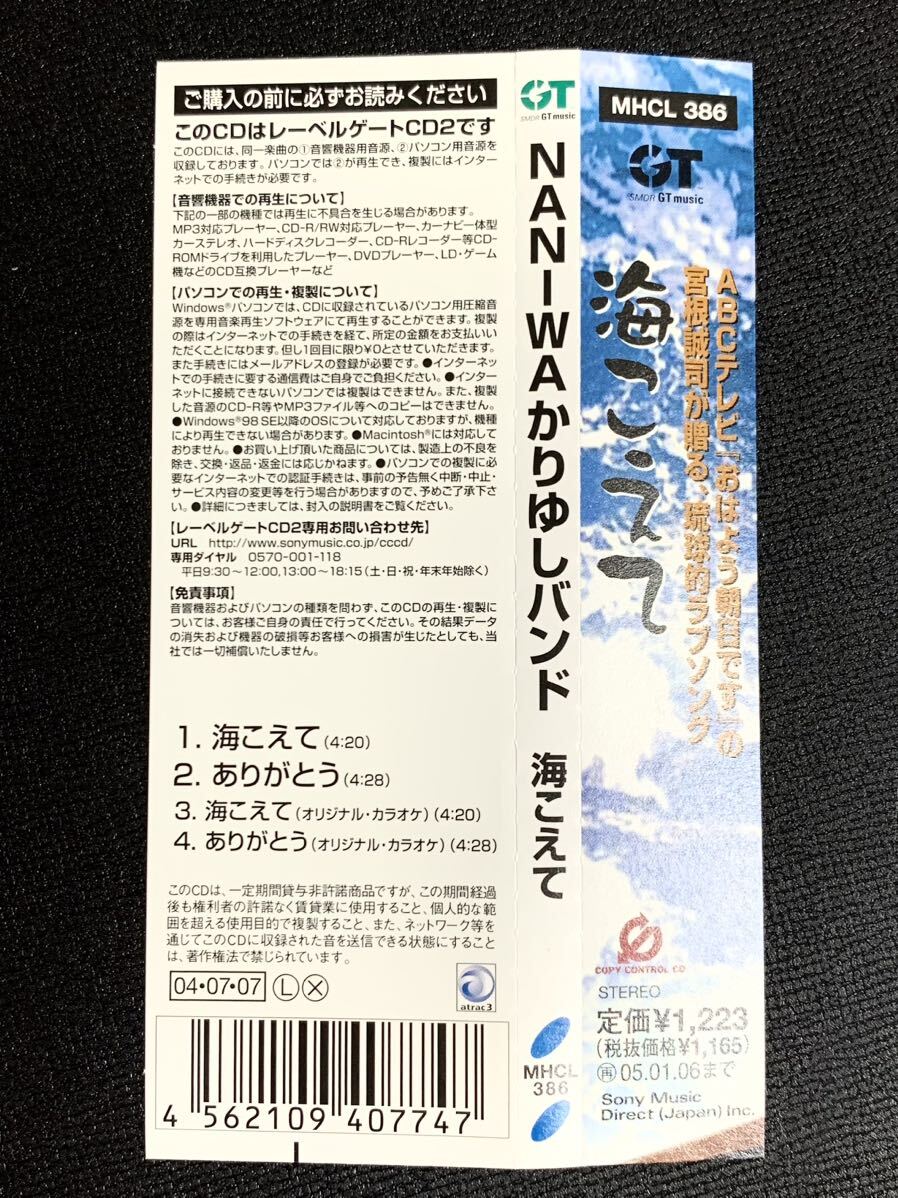 ご購入の前に必ずお読みください
このCDはレーベルゲートCD2です
このCDには、同一楽曲の①音響機器用音源、②パソコン用音源を
収録しております。パソコンでは②が再生でき、複製にはインター
ネットでの手続きが必要です。
【音響機器での再生について】
下記の一部の機種では再生に不具合を生じる場合があります。
MP3対応プレーヤー、CD-R/RW対応プレーヤー、カーナビ一体型
カーステレオ、ハードディスクレコーダー、CD-Rレコーダー等CD-
ROMドライブを利用したプレーヤー、DVDプレーヤー、LD・ゲーム
機などのCD互換プレーヤーなど
【パソコンでの再生・複製について】
Windows®パソコンでは、CDに収録されているパソコン用圧縮音
源を専用音楽再生ソフトウェアにて再生することができます。複製
の際はインターネットでの手続きを経て、所定の金額をお支払いい
ただくことになります。但し1回目に限り¥0とさせていただきます。
また手続きにはメールアドレスの登録が必要です。●インターネッ
トでの手続きに要する通信費はご自身でご負担ください。●インター
ネットに接続できないパソコンでは複製はできません。また、複製
した音源のCD-R等やMP3ファイル等へのコピーはできません。
●Windows®98 SE以降のOSについて対応しておりますが、機種
により再生できない場合があります。●Macintosh®には対応して
おりません。●お買い上げ頂いた商品については、製造上の不良を
除き、交換・返品・返金には応じかねます。●パソコンでの複製に必
要なインターネットでの認証手続きは、事前の予告無く中断・中止・
サービス内容の変更等を行う場合がありますので、予めご了承下さ
い。●詳細につきましては、封入の説明書をご覧ください。
【レーベルゲートCD2専用お問い合わせ先】
URL http://www.sonymusic.co.jp/cccd/
専用ダイヤル 0570-001-118
平日9:30～12:00,13:00～18:15(土・日・祝・年末年始除く)
【免責事項】
音響機器およびパソコンの種類を問わず、このCDの再生・複製に
ついては、お客様ご自身の責任で行ってください。その結果データ
の消失および機器の破損等お客様への損害が生じたとしても、当
社では一切補償いたしません。
1. 海こえて(4:20)
2. ありがとう(4:28)
3. 海こえて(オリジナル・カラオケ)(4:20)
4. ありがとう(オリジナル・カラオケ)(4:28)
このCDは、一定期間貸与非許諾商品ですが、この期間経過
後も権利者の許諾なく賃貸業に使用すること、個人的な範
囲を超える使用目的で複製すること、また、ネットワーク等を
通じてこのCDに収録された音を送信できる状態にすること
は、著作権法で禁じられています。
04・07・07 Ⓛ Ⓧ
atrac3
4 562109 407747
GT
SMDR GT music
NANI-WAかりゆしバンド 海こえて
MHCL
386
MHCL 386
GT
SMDR GT music
ABCテレビ「おはよう朝日です」の
宮根誠司が贈る、琉球的ラブソング
海こえて
COPY CONTROL CD
STEREO
定価¥1,223
(税抜価格¥1,165)
㊢05.01.06まで
Sony Music
Direct (Japan) Inc.